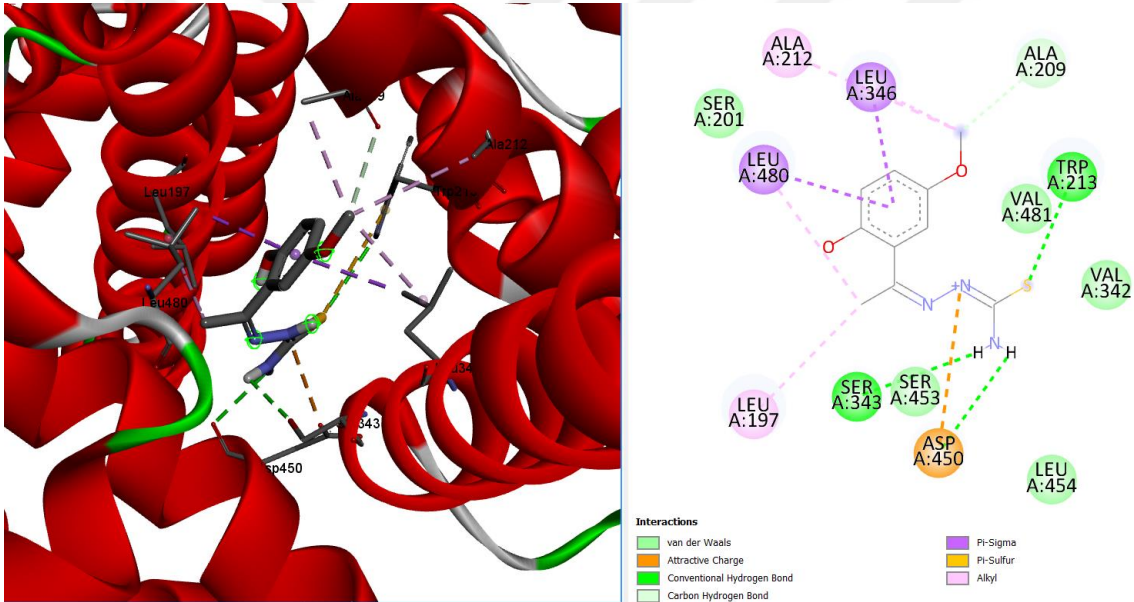 Ala212
Leu197
Leu480
ALA
A:212
LEU
A:346
ALA
A:209
SER
A:201
LEU
A:480
TRP
A:213
VAL
A:481
VAL
A:342
O
O
N
+N
S
N
H
H
SER
A:343
SER
A:453
LEU
A:197
ASP
A:450
LEU
A:454
Interactions
van der Waals
Attractive Charge
Conventional Hydrogen Bond
Carbon Hydrogen Bond
Pi-Sigma
Pi-Sulfur
Alkyl